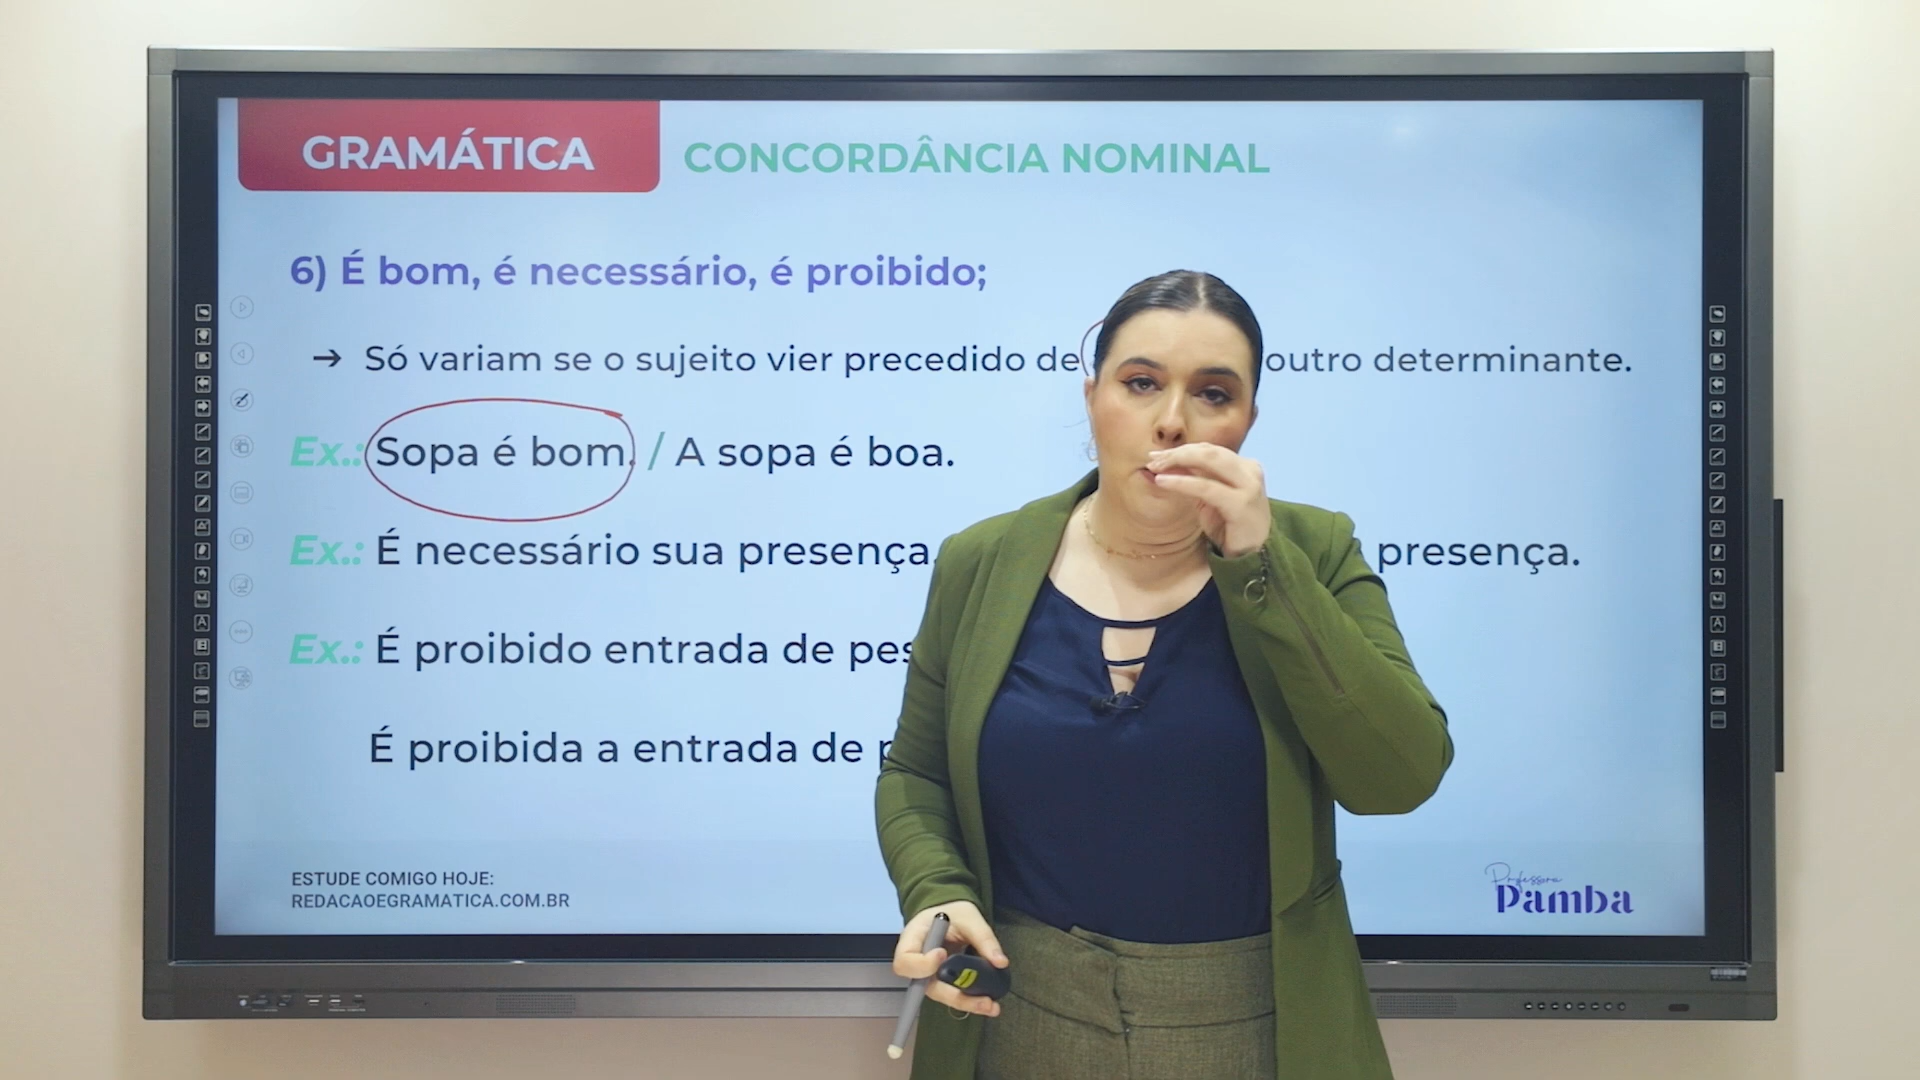 GRAMÁTICA CONCORDÂNCIA NOMINAL
6) É bom, é necessário, é proibido;
➔ Só variam se o sujeito vier precedido de outro determinante.
Ex.: Sopa é bom. / A sopa é boa.
Ex.: É necessário sua presença. presença.
Ex.: É proibido entrada de
É proibida a entrada de
ESTUDE COMIGO HOJE:
REDACAOEGRAMATICA.COM.BR
Professora
Pamba